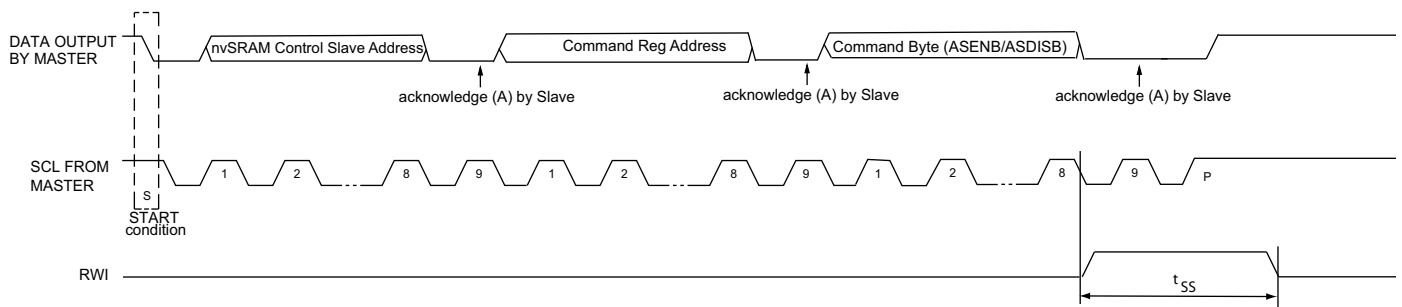 DATA OUTPUT
BY MASTER
nvSRAM Control Slave Address
Command Reg Address
Command Byte (ASENB/ASDISB)
acknowledge (A) by Slave
acknowledge (A) by Slave
acknowledge (A) by Slave
SCL FROM
MASTER
1 2 8 9 1 2 8 9 1 2 8 9 P
S
START
condition
RWI
tSS